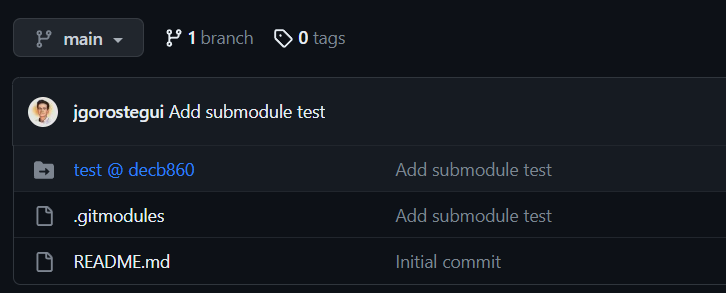 main 1 branch 0 tags
jgorostegui Add submodule test
test @ decb860 Add submodule test
.gitmodules Add submodule test
README.md Initial commit